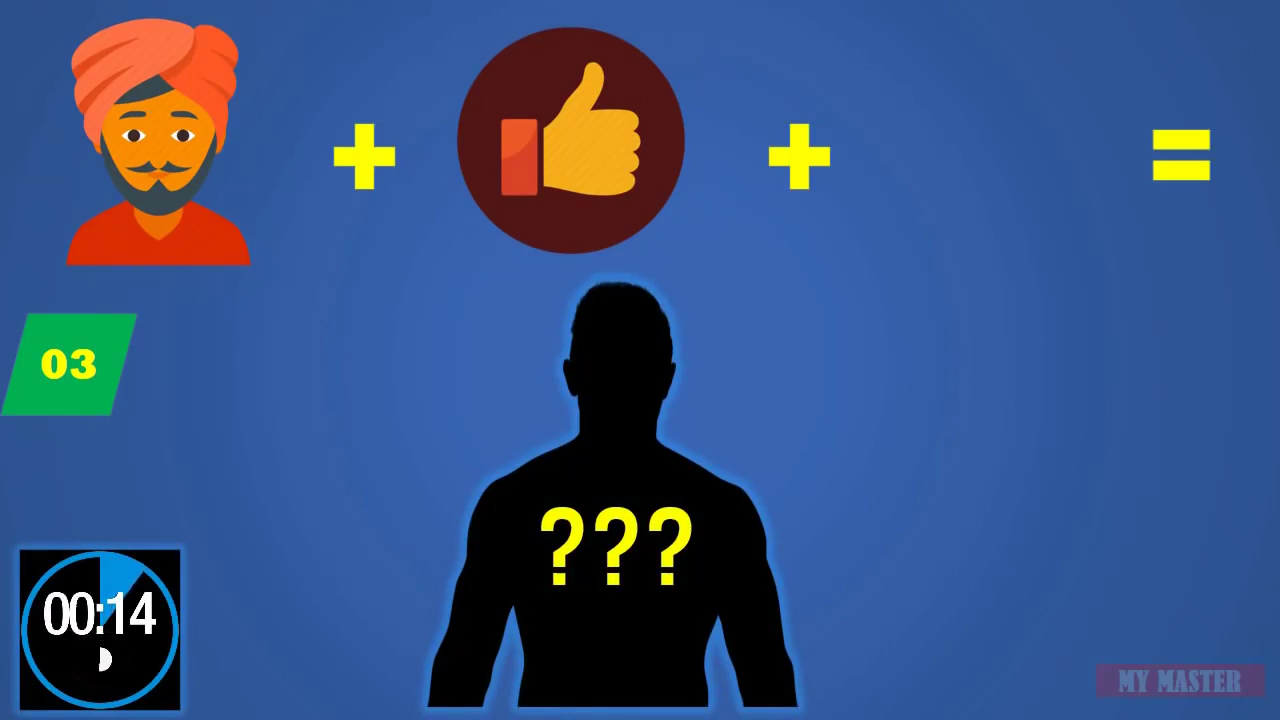 + + =
03
???
00:14
MY MASTER